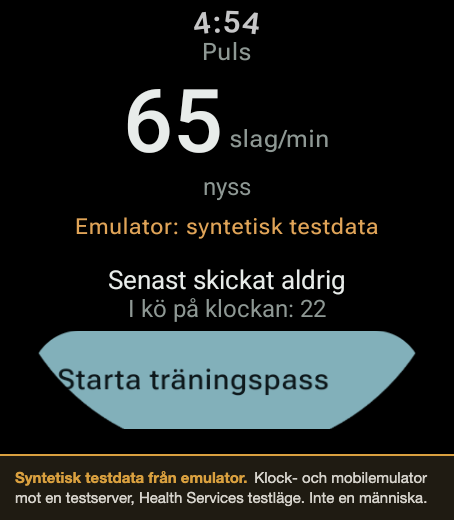 4:54
Puls
65 slag/min
nyss
Emulator: syntetisk testdata
Senast skickat aldrig
I kö på klockan: 22
Starta träningspass
Syntetisk testdata från emulator. Klock- och mobilemulator
mot en testserver, Health Services testläge. Inte en människa.